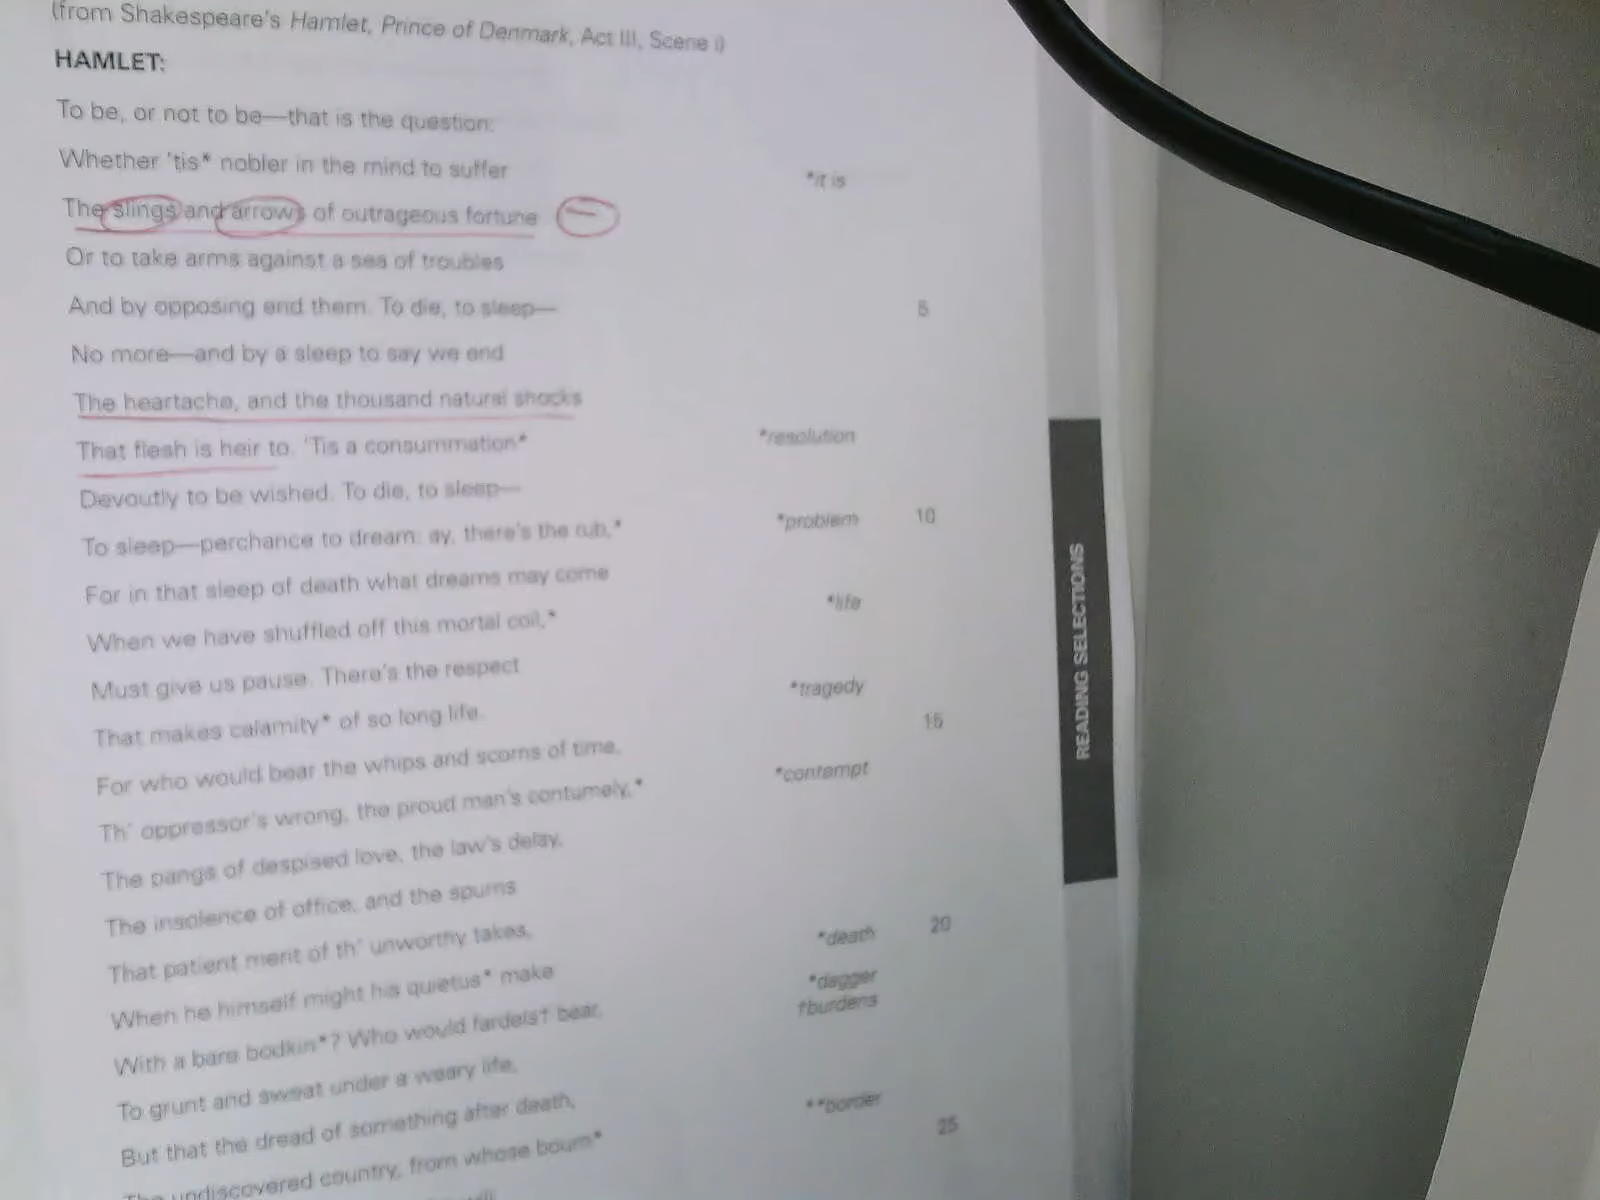 (from Shakespeare's Hamlet, Prince of Denmark, Act III, Scene i)
HAMLET:
To be, or not to be—that is the question:
Whether 'tis* nobler in the mind to suffer *it is
The slings and arrows of outrageous fortune
Or to take arms against a sea of troubles
And by opposing end them. To die, to sleep— 5
No more—and by a sleep to say we end
The heartache, and the thousand natural shocks
That flesh is heir to. 'Tis a consummation* *resolution
Devoutly to be wished. To die, to sleep—
To sleep—perchance to dream: ay, there's the rub,* *problem 10
For in that sleep of death what dreams may come
When we have shuffled off this mortal coil,* *life
Must give us pause. There's the respect
That makes calamity* of so long life. *tragedy
For who would bear the whips and scorns of time, 15
Th' oppressor's wrong, the proud man's contumely,* *contempt
The pangs of despised love, the law's delay,
The insolence of office, and the spurns
That patient merit of th' unworthy takes,
When he himself might his quietus* make *death 20
With a bare bodkin*? Who would fardels† bear, *dagger †burdens
To grunt and sweat under a weary life,
But that the dread of something after death,
The undiscovered country, from whose bourn* **border 25
READING SELECTIONS